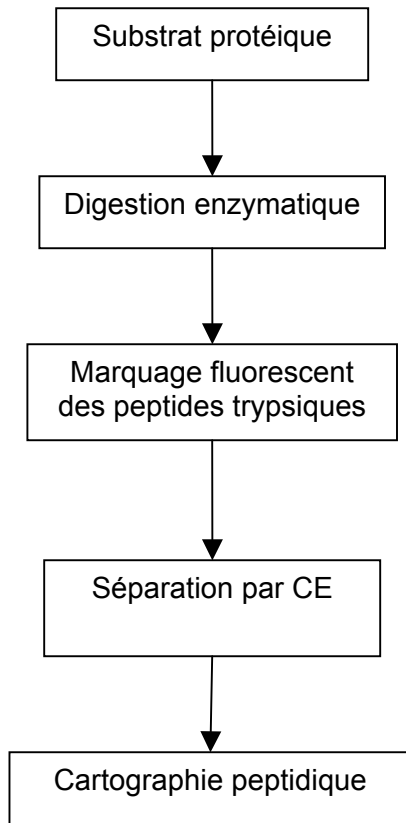 Substrat protéique
Digestion enzymatique
Marquage fluorescent
des peptides trypsiques
Séparation par CE
Cartographie peptidique